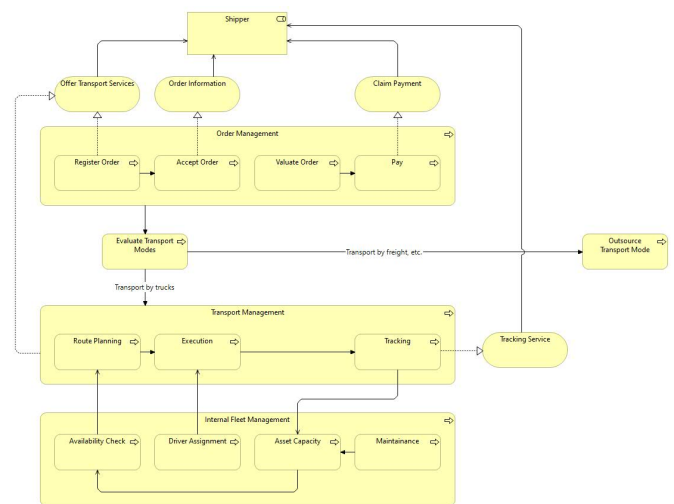 Shipper
Offer Transport Services
Order Information
Claim Payment
Order Management
Register Order
Accept Order
Valuate Order
Pay
Evaluate Transport
Modes
Transport by freight, etc.
Outsource
Transport Mode
Transport by trucks
Transport Management
Route Planning
Execution
Tracking
Tracking Service
Internal Fleet Management
Availability Check
Driver Assignment
Asset Capacity
Maintainance